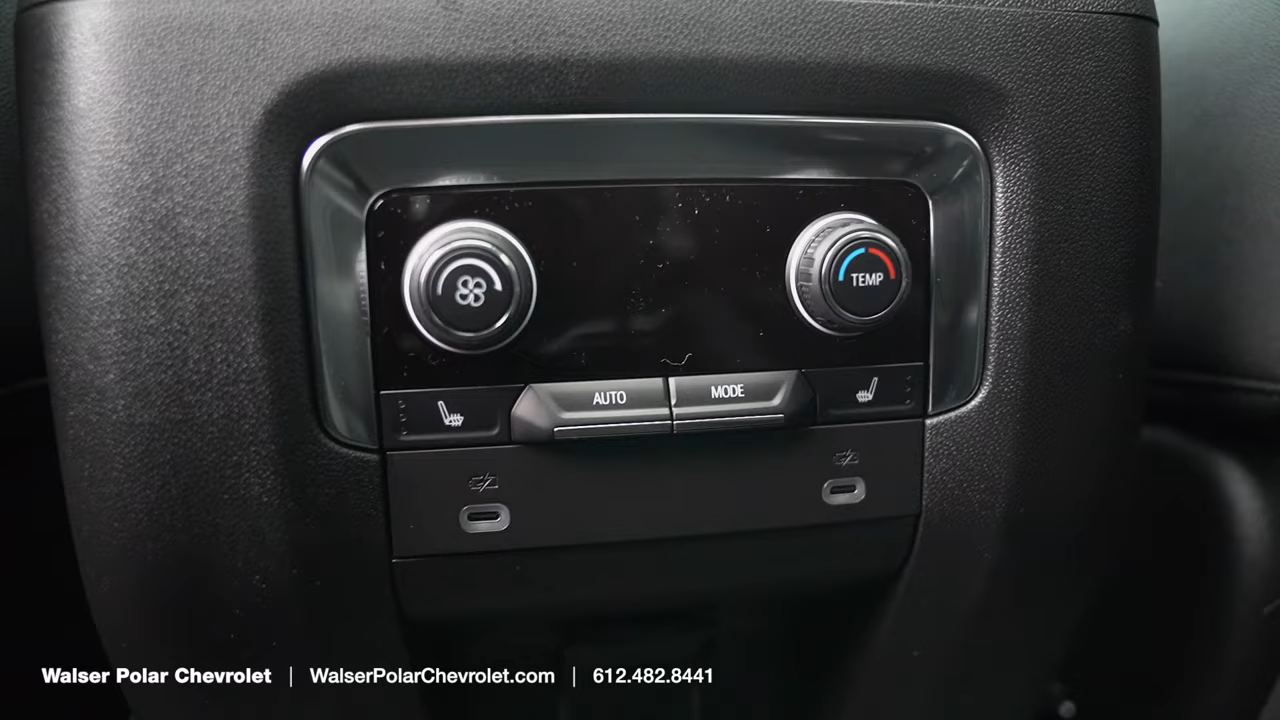 TEMP
AUTO
MODE
Walser Polar Chevrolet | WalserPolarChevrolet.com | 612.482.8441